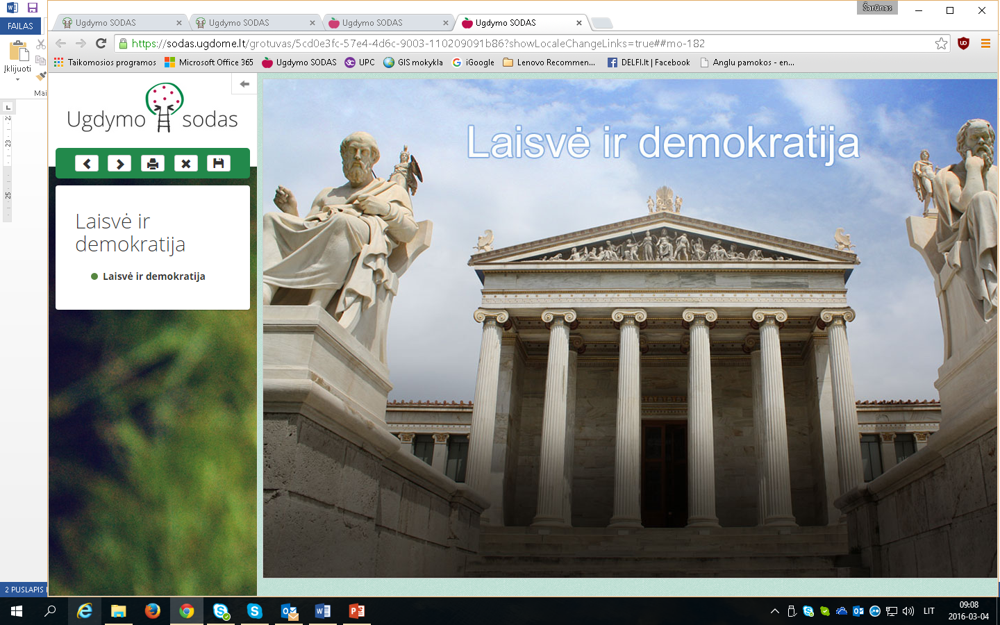 Šarūnas
FAILAS
Ugdymo SODAS
Ugdymo SODAS
Ugdymo SODAS
Ugdymo SODAS
https://sodas.ugdome.lt/grotuvas/5cd0e3fc-57e4-4d6c-9003-110209091b86?showLocaleChangeLinks=true##mo-182
Įklijuoti
Taikomosios programos
Microsoft Office 365
Ugdymo SODAS
UPC
GIS mokykla
iGoogle
Lenovo Recommen...
DELFI.lt | Facebook
Anglu pamokos - en...
Mai
L
23
25
Ugdymo sodas
Laisvė ir demokratija
Laisvė ir
demokratija
Laisvė ir demokratija
2 PUSLAPIS
LIT
09:08
2016-03-04